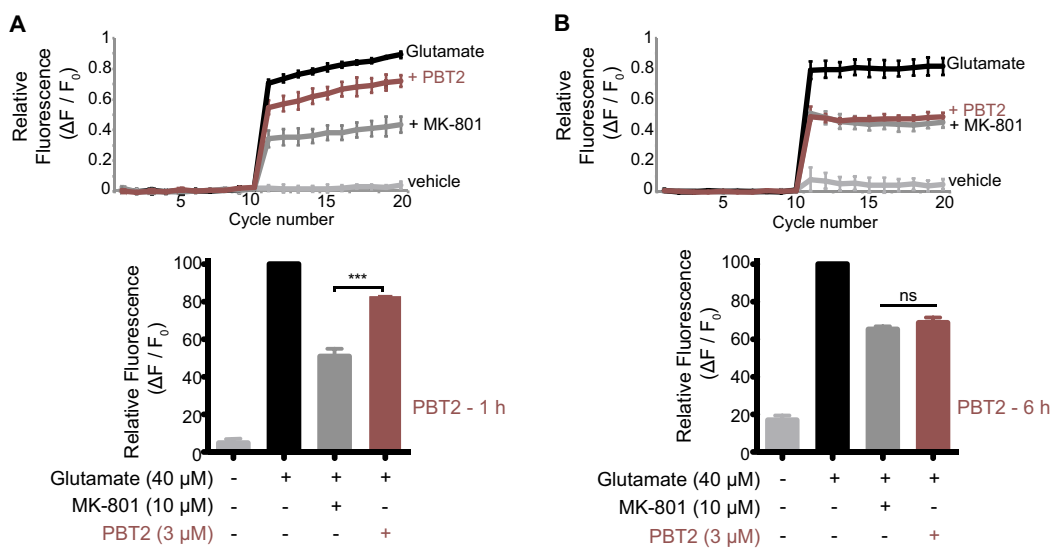 A
Relative
Fluorescence
(ΔF / F0)
1
0.8
0.6
0.4
0.2
0
5
10
15
20
Cycle number
Glutamate
+ PBT2
+ MK-801
vehicle
B
Relative
Fluorescence
(ΔF / F0)
1
0.8
0.6
0.4
0.2
0
5
10
15
20
Cycle number
Glutamate
+ PBT2
+ MK-801
vehicle
Relative Fluorescence
(ΔF / F0)
100
80
60
40
20
0
***
PBT2 - 1 h
Glutamate (40 μM) - + + +
MK-801 (10 μM) - - + -
PBT2 (3 μM) - - - +
Relative Fluorescence
(ΔF / F0)
100
80
60
40
20
0
ns
PBT2 - 6 h
Glutamate (40 μM) - + + +
MK-801 (10 μM) - - + -
PBT2 (3 μM) - - - +